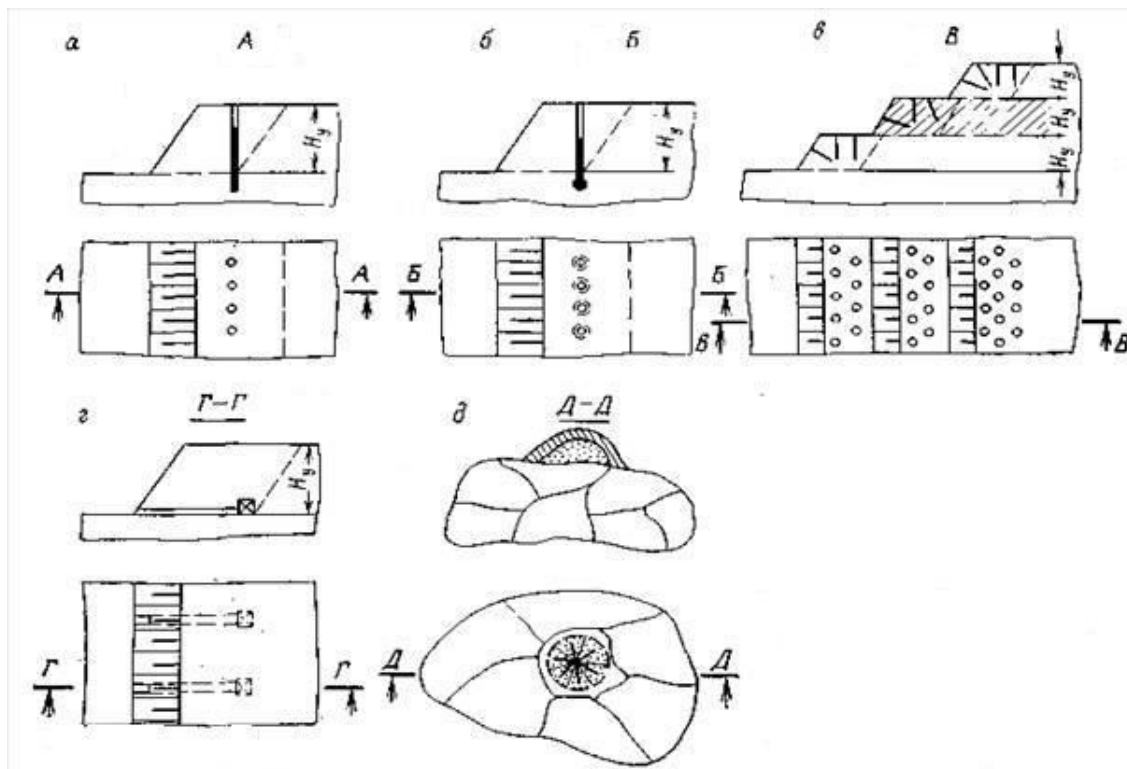 а А б Б в В
Hу Hу Hу
Hу
Hу
А А Б Б
В В
г Г-Г д Д-Д
Hу
Г Г Д Д